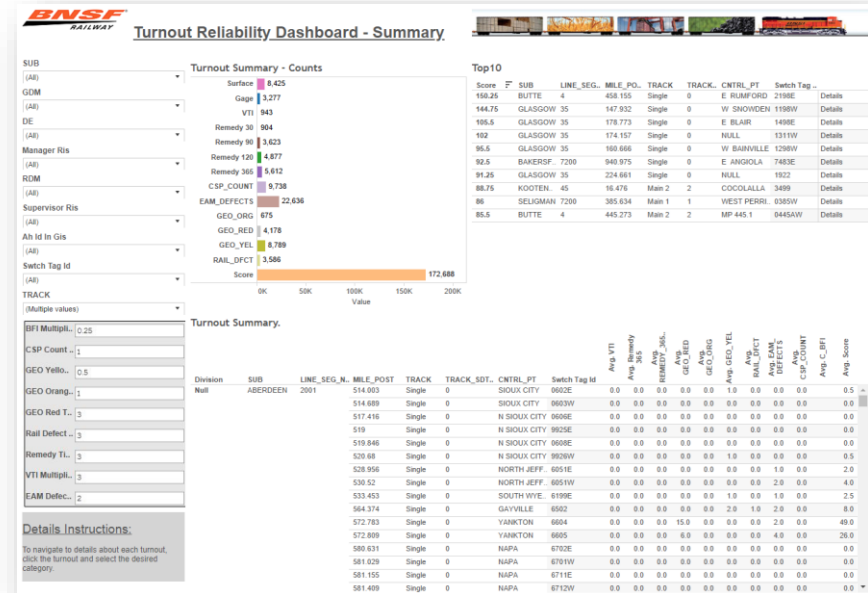 BNSF
RAILWAY
Turnout Reliability Dashboard - Summary
SUB
(All)
GDM
(All)
DE
(All)
Manager Ris
(All)
RDM
(All)
Supervisor Ris
(All)
Ah Id In Gis
(All)
Swtch Tag Id
(All)
TRACK
(Multiple values)
BFI Multipli.. 0.25
CSP Count .. 1
GEO Yello.. 0.5
GEO Orang.. 1
GEO Red T.. 3
Rail Defect .. 3
Remedy Ti.. 3
VTI Multipli.. 3
EAM Defec.. 2
Details Instructions:
To navigate to details about each turnout,
click the turnout and select the desired
category.
Turnout Summary - Counts
Surface 8,425
Gage 3,277
VTI 943
Remedy 30 904
Remedy 90 3,623
Remedy 120 4,877
Remedy 365 5,612
CSP_COUNT 9,738
EAM_DEFECTS 22,636
GEO_ORG 675
GEO_RED 4,178
GEO_YEL 8,789
RAIL_DFCT 3,586
Score 172,688
0K 50K 100K 150K 200K
Value
Top10
Score SUB LINE_SEG.. MILE_PO.. TRACK TRACK.. CNTRL_PT Swtch Tag ..
150.25 BUTTE 4 458.155 Single 0 E RUMFORD 2198E Details
144.75 GLASGOW 35 147.932 Single 0 W SNOWDEN 1198W Details
105.5 GLASGOW 35 178.773 Single 0 E BLAIR 1498E Details
102 GLASGOW 35 174.157 Single 0 NULL 1311W Details
95.5 GLASGOW 35 160.666 Single 0 W BAINVILLE 1298W Details
92.5 BAKERSF.. 7200 940.975 Single 0 E ANGIOLA 7483E Details
91.25 GLASGOW 35 224.661 Single 0 NULL 1922 Details
88.75 KOOTEN.. 45 16.476 Main 2 2 COCOLALLA 3499 Details
86 SELIGMAN 7200 385.634 Main 1 1 WEST PERRI.. 0385W Details
85.5 BUTTE 4 445.273 Main 2 2 MP 445.1 0445AW Details
Turnout Summary.
Division SUB LINE_SEG_N.. MILE_POST TRACK TRACK_SDT.. CNTRL_PT Swtch Tag Id Avg. VTI Avg. Remedy 365 Avg. REMEDY_365.. Avg. GEO_RED Avg. GEO_ORG Avg. GEO_YEL Avg. RAIL_DFCT Avg. EAM_DEFECTS Avg. CSP_COUNT Avg. C_BFI Avg. Score
Null ABERDEEN 2001 514.003 Single 0 SIOUX CITY 0602E 0.0 0.0 0.0 0.0 0.0 1.0 0.0 0.0 0.0 0.5
514.689 Single 0 SIOUX CITY 0603W 0.0 0.0 0.0 0.0 0.0 0.0 0.0 0.0 0.0 0.0
517.416 Single 0 N SIOUX CITY 0606E 0.0 0.0 0.0 0.0 0.0 0.0 0.0 0.0 0.0 0.0
519 Single 0 N SIOUX CITY 9925E 0.0 0.0 0.0 0.0 0.0 0.0 0.0 0.0 0.0 0.0
519.846 Single 0 N SIOUX CITY 0608E 0.0 0.0 0.0 0.0 0.0 0.0 0.0 0.0 0.0 0.0
520.68 Single 0 N SIOUX CITY 9926W 0.0 0.0 0.0 0.0 0.0 1.0 0.0 0.0 0.0 0.5
528.956 Single 0 NORTH JEFF.. 6051E 0.0 0.0 0.0 0.0 0.0 0.0 0.0 1.0 0.0 2.0
530.52 Single 0 NORTH JEFF.. 6051W 0.0 0.0 0.0 0.0 0.0 0.0 0.0 2.0 0.0 4.0
533.453 Single 0 SOUTH WYE.. 6199E 0.0 0.0 0.0 0.0 0.0 1.0 0.0 1.0 0.0 2.5
564.374 Single 0 GAYVILLE 6502 0.0 0.0 0.0 0.0 0.0 2.0 1.0 2.0 0.0 8.0
572.783 Single 0 YANKTON 6604 0.0 0.0 0.0 15.0 0.0 0.0 0.0 2.0 0.0 49.0
572.809 Single 0 YANKTON 6605 0.0 0.0 0.0 6.0 0.0 0.0 0.0 4.0 0.0 26.0
580.631 Single 0 NAPA 6702E 0.0 0.0 0.0 0.0 0.0 0.0 0.0 0.0 0.0 0.0
581.029 Single 0 NAPA 6701W 0.0 0.0 0.0 0.0 0.0 0.0 0.0 0.0 0.0 0.0
581.155 Single 0 NAPA 6711E 0.0 0.0 0.0 0.0 0.0 0.0 0.0 0.0 0.0 0.0
581.409 Single 0 NAPA 6712W 0.0 0.0 0.0 0.0 0.0 0.0 0.0 0.0 0.0 0.0